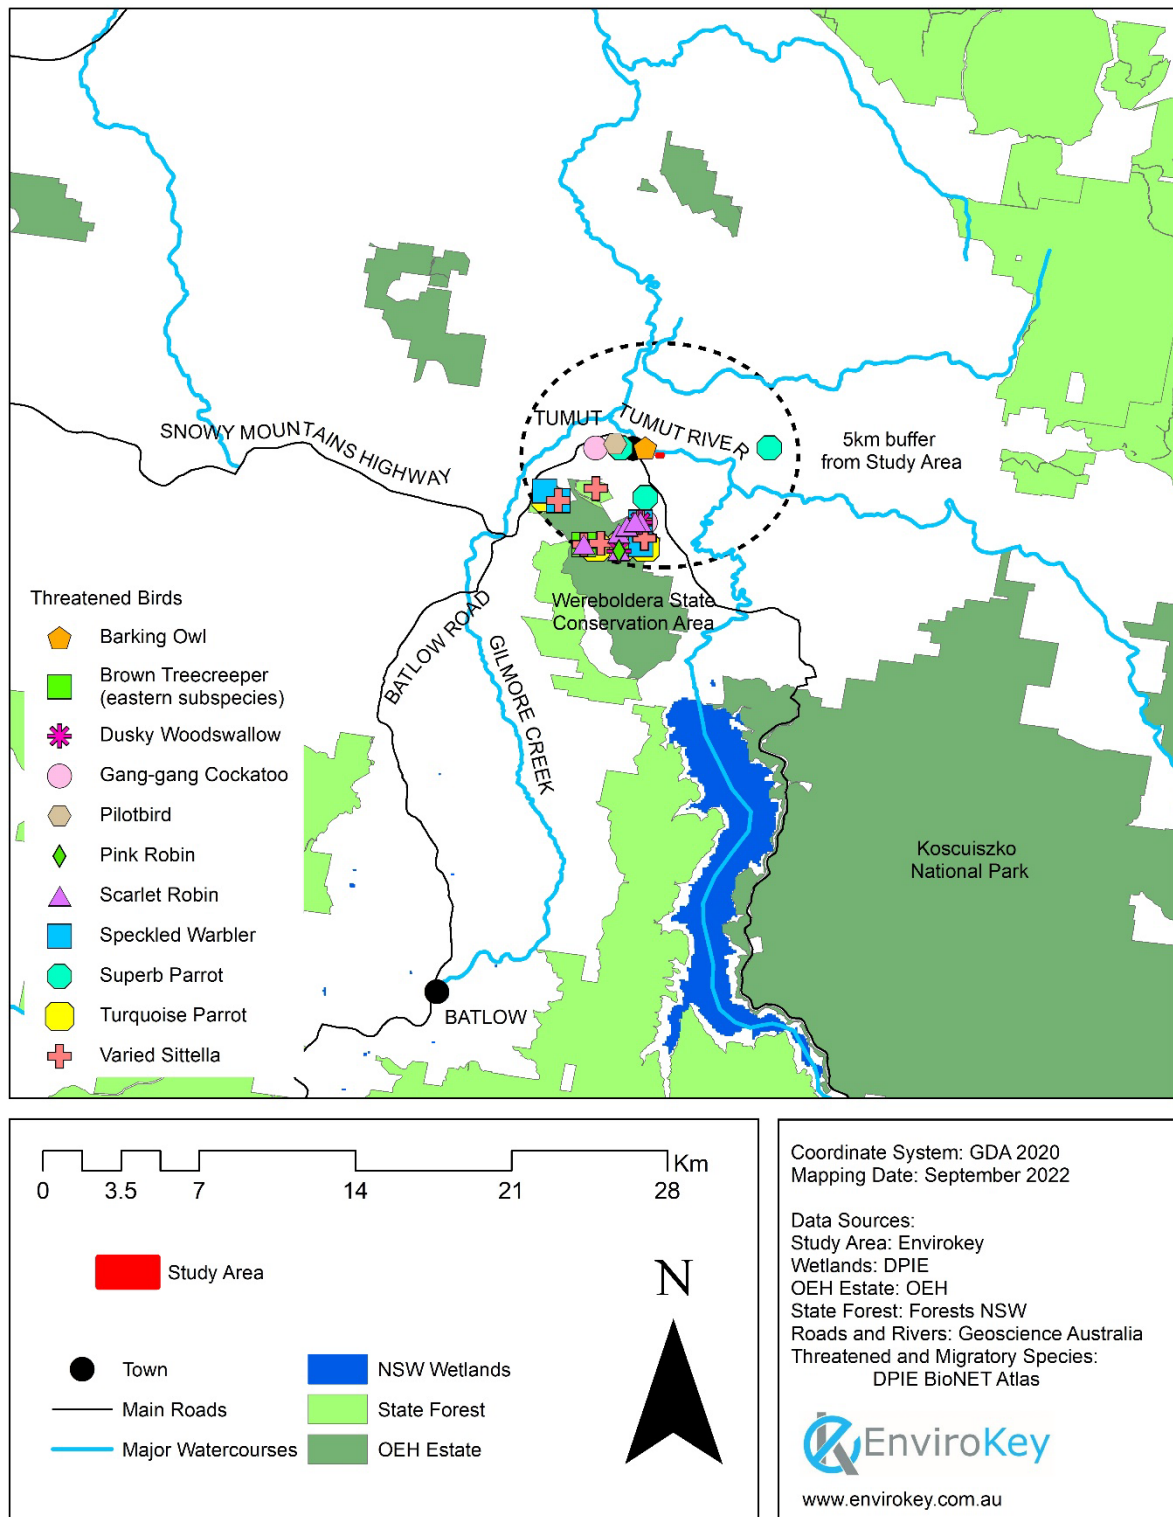 TUMUT
TUMUT RIVER
SNOWY MOUNTAINS HIGHWAY
5km buffer
from Study Area
Wereboldera State
Conservation Area
BATLOW ROAD
GILMORE CREEK
Koscuiszko
National Park
BATLOW
Threatened Birds
Barking Owl
Brown Treecreeper
(eastern subspecies)
Dusky Woodswallow
Gang-gang Cockatoo
Pilotbird
Pink Robin
Scarlet Robin
Speckled Warbler
Superb Parrot
Turquoise Parrot
Varied Sittella
Km
0 3.5 7 14 21 28
Study Area
N
Town
Main Roads
Major Watercourses
NSW Wetlands
State Forest
OEH Estate
Coordinate System: GDA 2020
Mapping Date: September 2022
Data Sources:
Study Area: Envirokey
Wetlands: DPIE
OEH Estate: OEH
State Forest: Forests NSW
Roads and Rivers: Geoscience Australia
Threatened and Migratory Species:
DPIE BioNET Atlas
EnviroKey
www.envirokey.com.au